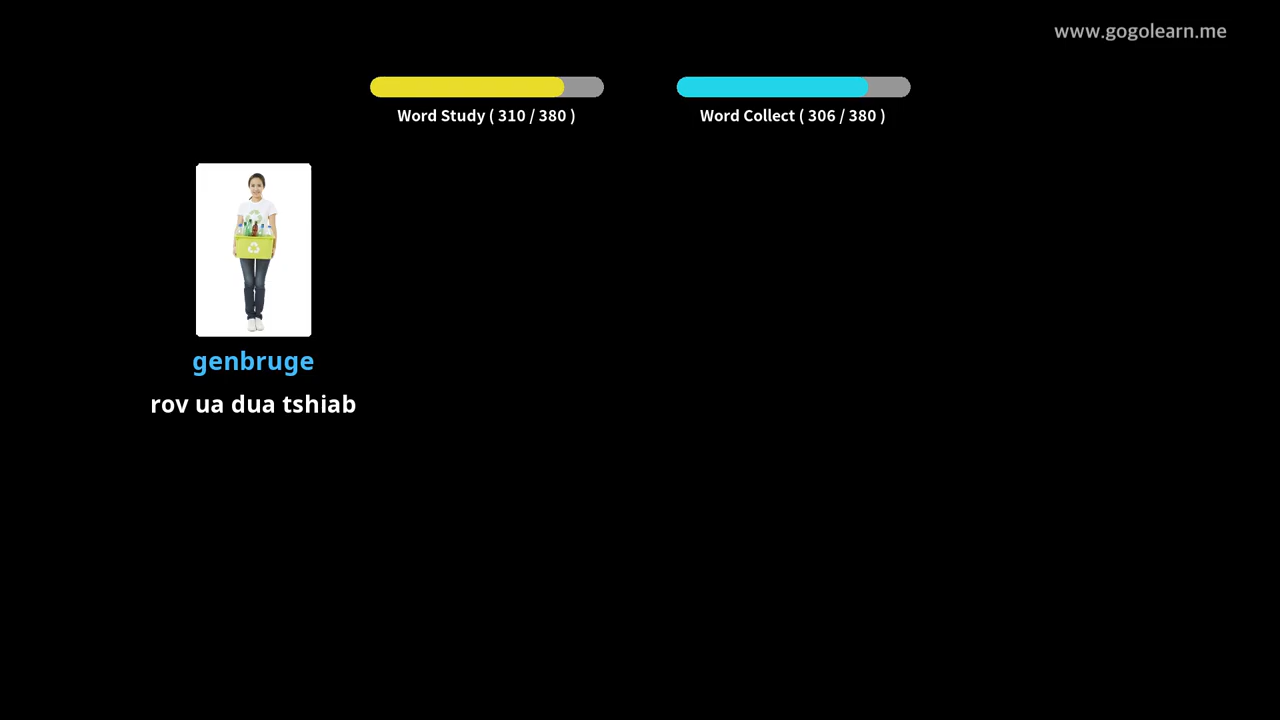 www.gogolearn.me
Word Study ( 310 / 380 )
Word Collect ( 306 / 380 )
genbruge
rov ua dua tshiab